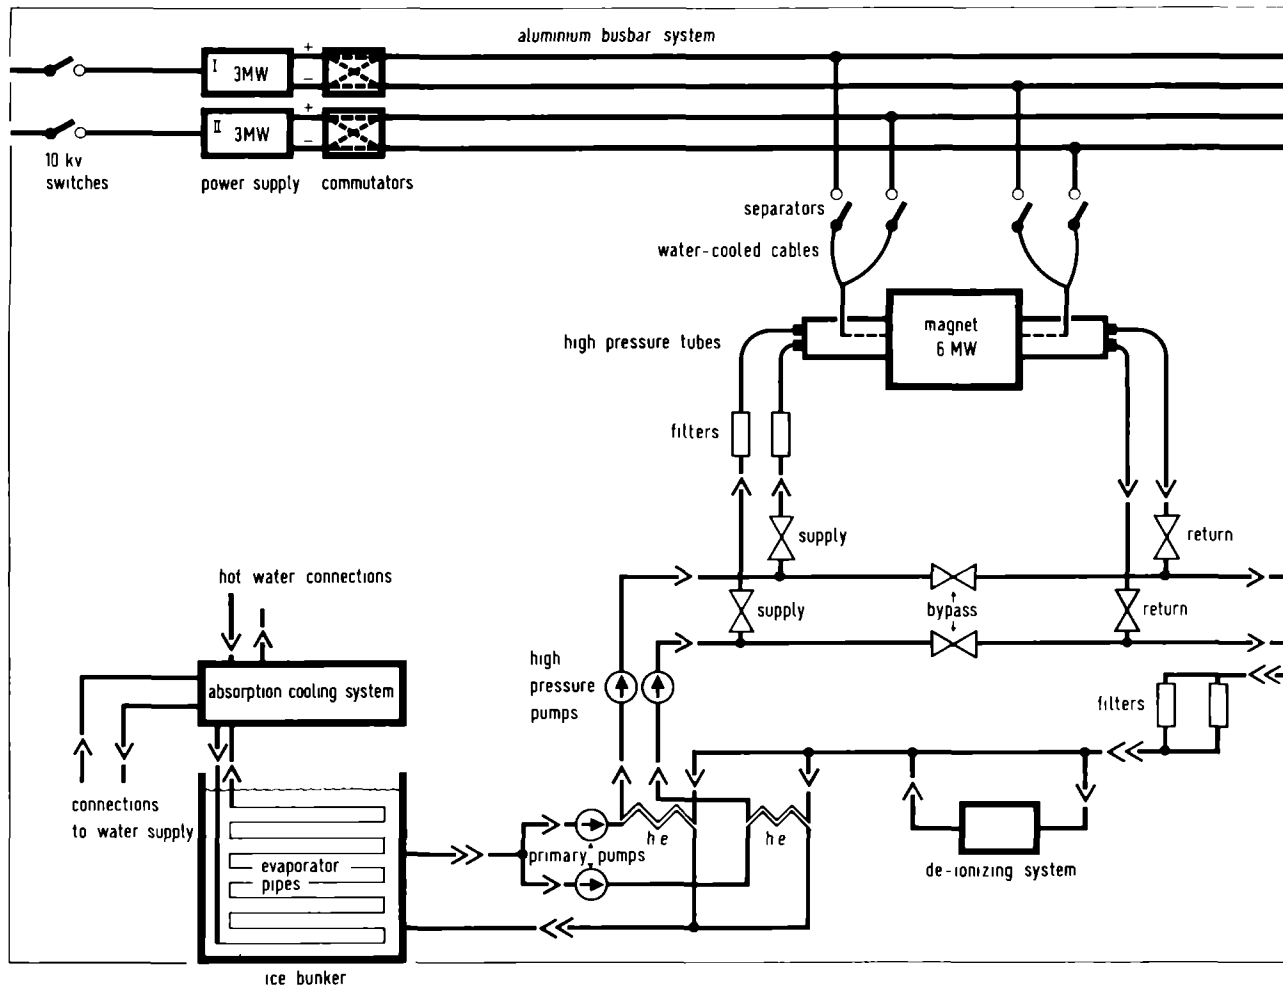 aluminium busbar system
+
I 3MW
−
+
II 3MW
−
10 kv
switches
power supply
commutators
separators
water-cooled cables
high pressure tubes
magnet
6 MW
filters
supply
return
hot water connections
supply
bypass
return
absorption cooling system
high
pressure
pumps
filters
connections
to water supply
evaporator
pipes
primary pumps
he
he
de-ionizing system
ice bunker